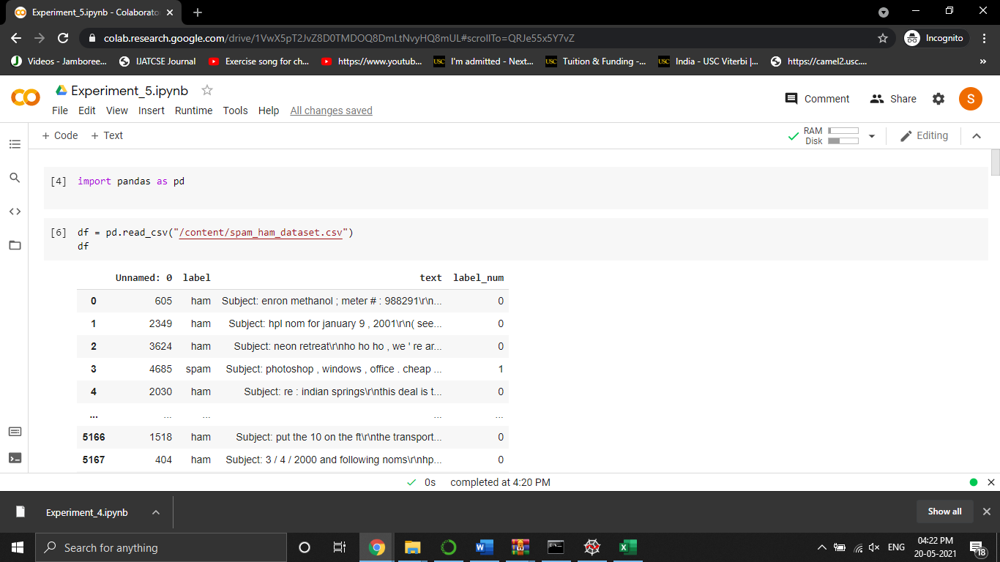 Experiment_5.ipynb - Colaborato
colab.research.google.com/drive/1VwX5pT2JvZ8D0TMDOQ8DmLtNvyHQ8mUL#scrollTo=QRJe55x5Y7vZ
Incognito
Videos - Jamboree... IJATCSE Journal Exercise song for ch... https://www.youtub... USC I'm admitted - Next... USC Tuition & Funding -... USC India - USC Viterbi |... https://camel2.usc.... »
Experiment_5.ipynb
File Edit View Insert Runtime Tools Help All changes saved
Comment Share S
+ Code + Text
RAM
Disk
Editing
[4] import pandas as pd
[6] df = pd.read_csv("/content/spam_ham_dataset.csv")
df
Unnamed: 0 label text label_num
0 605 ham Subject: enron methanol ; meter # : 988291\r\n... 0
1 2349 ham Subject: hpl nom for january 9 , 2001\r\n( see... 0
2 3624 ham Subject: neon retreat\r\nho ho ho , we ' re ar... 0
3 4685 spam Subject: photoshop , windows , office . cheap ... 1
4 2030 ham Subject: re : indian springs\r\nthis deal is t... 0
... ... ... ... ...
5166 1518 ham Subject: put the 10 on the ft\r\nthe transport... 0
5167 404 ham Subject: 3 / 4 / 2000 and following noms\r\nhp... 0
0s completed at 4:20 PM
Experiment_4.ipynb
Show all
Search for anything
ENG
04:22 PM
20-05-2021
18